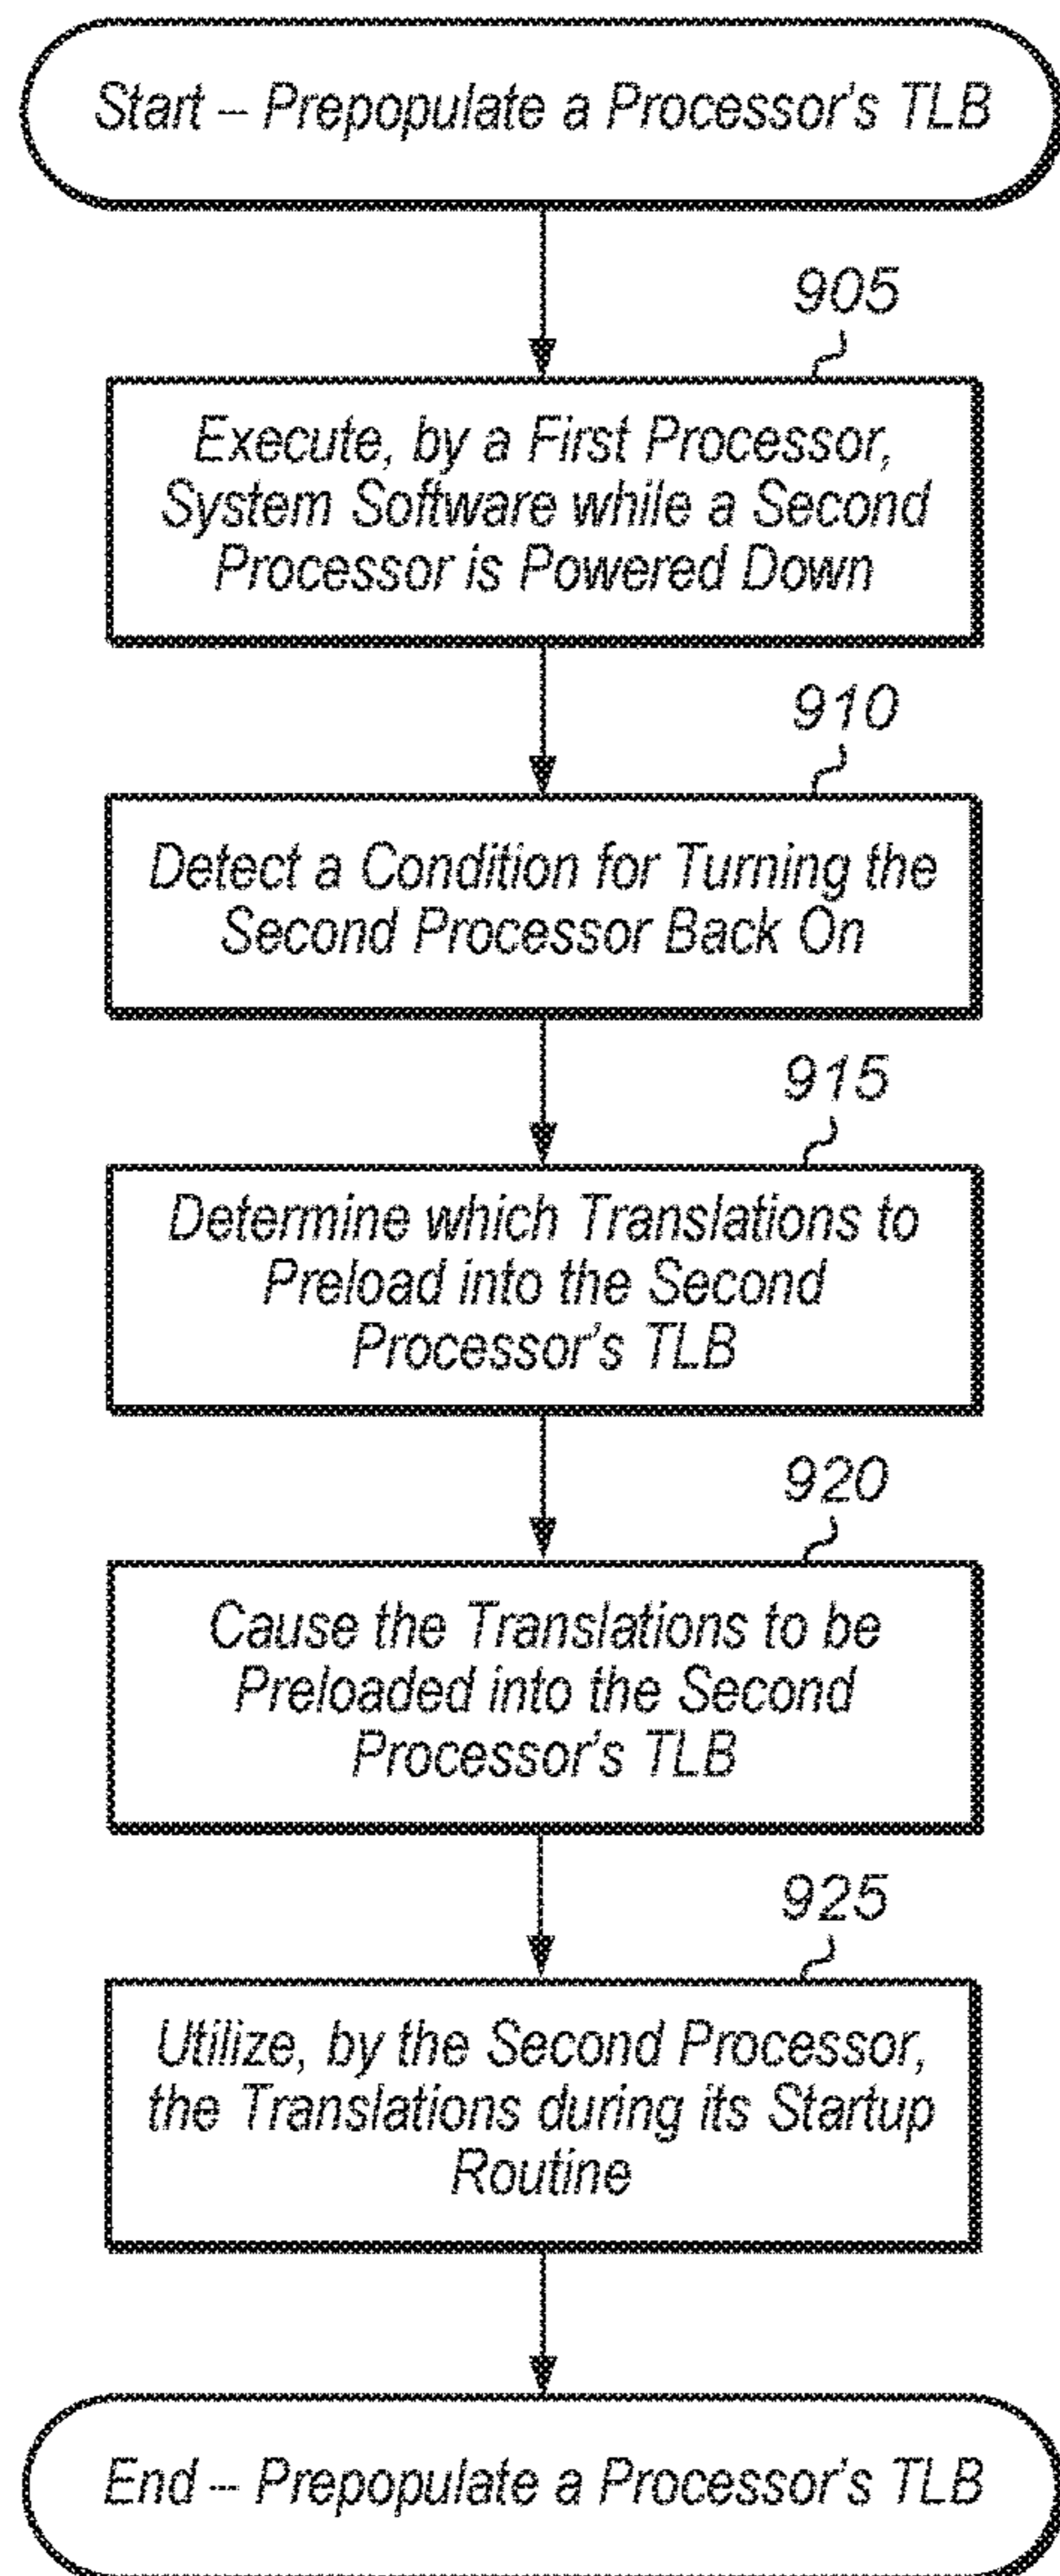 Start – Prepopulate a Processor's TLB
905
Execute, by a First Processor,
System Software while a Second
Processor is Powered Down
910
Detect a Condition for Turning the
Second Processor Back On
915
Determine which Translations to
Preload into the Second
Processor's TLB
920
Cause the Translations to be
Preloaded into the Second
Processor's TLB
925
Utilize, by the Second Processor,
the Translations during its Startup
Routine
End – Prepopulate a Processor's TLB